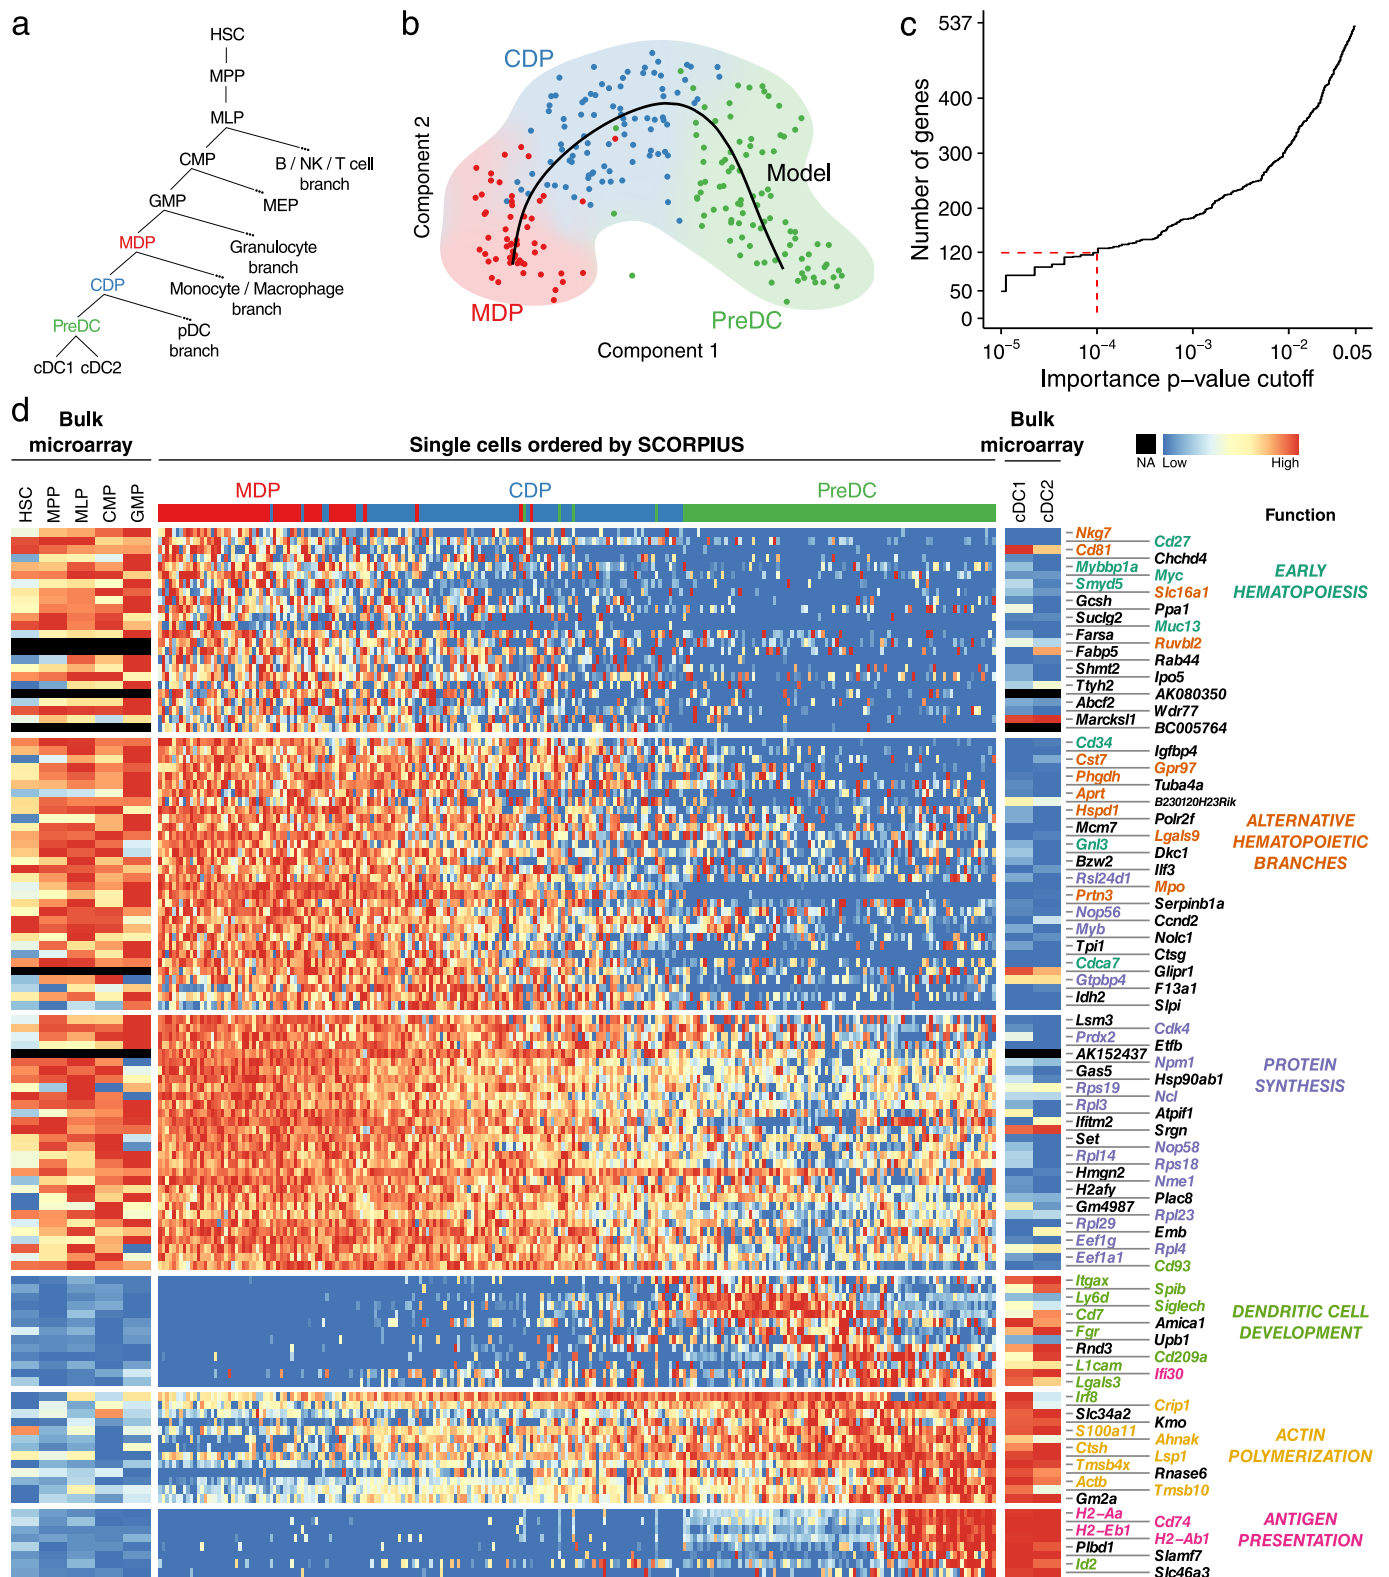 a
HSC
MPP
MLP
CMP
B / NK / T cell
branch
GMP
MEP
MDP
Granulocyte
branch
CDP
Monocyte / Macrophage
branch
PreDC
pDC
branch
cDC1 cDC2
b
CDP
Component 2
Model
MDP
PreDC
Component 1
c
Number of genes
537
400
300
200
120
50
0
10−5
10−4
10−3
10−2
0.05
Importance p−value cutoff
d
Bulk
microarray
Single cells ordered by SCORPIUS
Bulk
microarray
NA
Low
High
HSC
MPP
MLP
CMP
GMP
MDP
CDP
PreDC
cDC1
cDC2
Function
Nkg7
Cd27
Cd81
Chchd4
Mybbp1a
Myc
Smyd5
Slc16a1
Gcsh
Ppa1
Suclg2
Muc13
Farsa
Ruvbl2
Fabp5
Rab44
Shmt2
Ipo5
Ttyh2
AK080350
Abcf2
Wdr77
Marcksl1
BC005764
EARLY
HEMATOPOIESIS
Cd34
Igfbp4
Cst7
Gpr97
Phgdh
Tuba4a
Aprt
B230120H23Rik
Hspd1
Polr2f
Mcm7
Lgals9
Gnl3
Dkc1
Bzw2
Ilf3
Rsl24d1
Mpo
Prtn3
Serpinb1a
Nop56
Ccnd2
Myb
Nolc1
Tpi1
Ctsg
Cdca7
Glipr1
Gtpbp4
F13a1
Idh2
Slpi
ALTERNATIVE
HEMATOPOIETIC
BRANCHES
Lsm3
Cdk4
Prdx2
Etfb
AK152437
Npm1
Gas5
Hsp90ab1
Rps19
Ncl
Rpl3
Atpif1
Ifitm2
Srgn
Set
Nop58
Rpl14
Rps18
Hmgn2
Nme1
H2afy
Plac8
Gm4987
Rpl23
Rpl29
Emb
Eef1g
Rpl4
Eef1a1
Cd93
PROTEIN
SYNTHESIS
Itgax
Spib
Ly6d
Siglech
Cd7
Amica1
Fgr
Upb1
Rnd3
Cd209a
L1cam
Ifi30
Lgals3
DENDRITIC CELL
DEVELOPMENT
Irf8
Crip1
Slc34a2
Kmo
S100a11
Ahnak
Ctsh
Lsp1
Tmsb4x
Rnase6
Actb
Tmsb10
Gm2a
ACTIN
POLYMERIZATION
H2−Aa
Cd74
H2−Eb1
H2−Ab1
Plbd1
Slamf7
Id2
Slc46a3
ANTIGEN
PRESENTATION